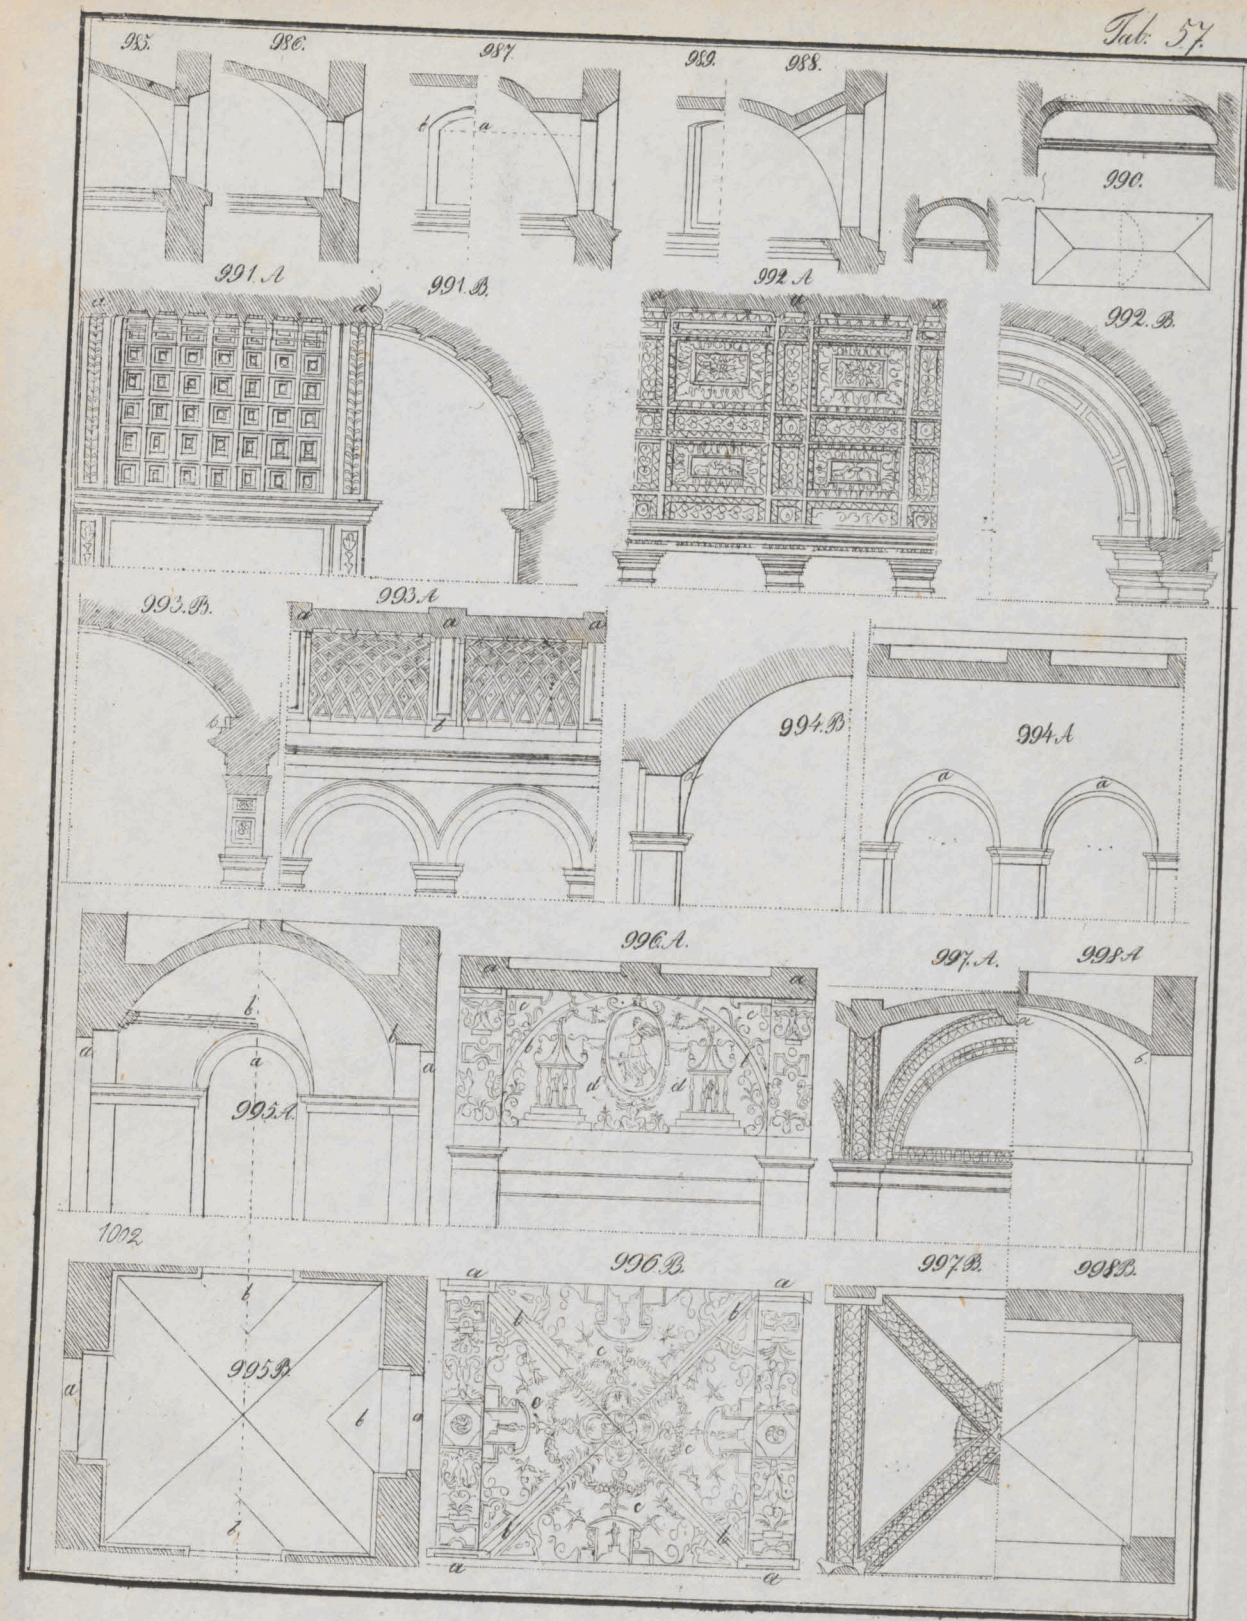 Tab. 57.
985. 986. 987. 989. 988.
b a
990.
991. A 991. B. 992 A
a a a a
992. B.
993. B. 993 A
a a a
b b
994. B 994 A
a a a
996. A. 997. A. 998 A
a a
b b c c a
a a a b b b
d d
995 A.
1002
996. B. 997. B. 998 B.
a a
b b b
c
995 B.
a b a e c
c
b b b
a a